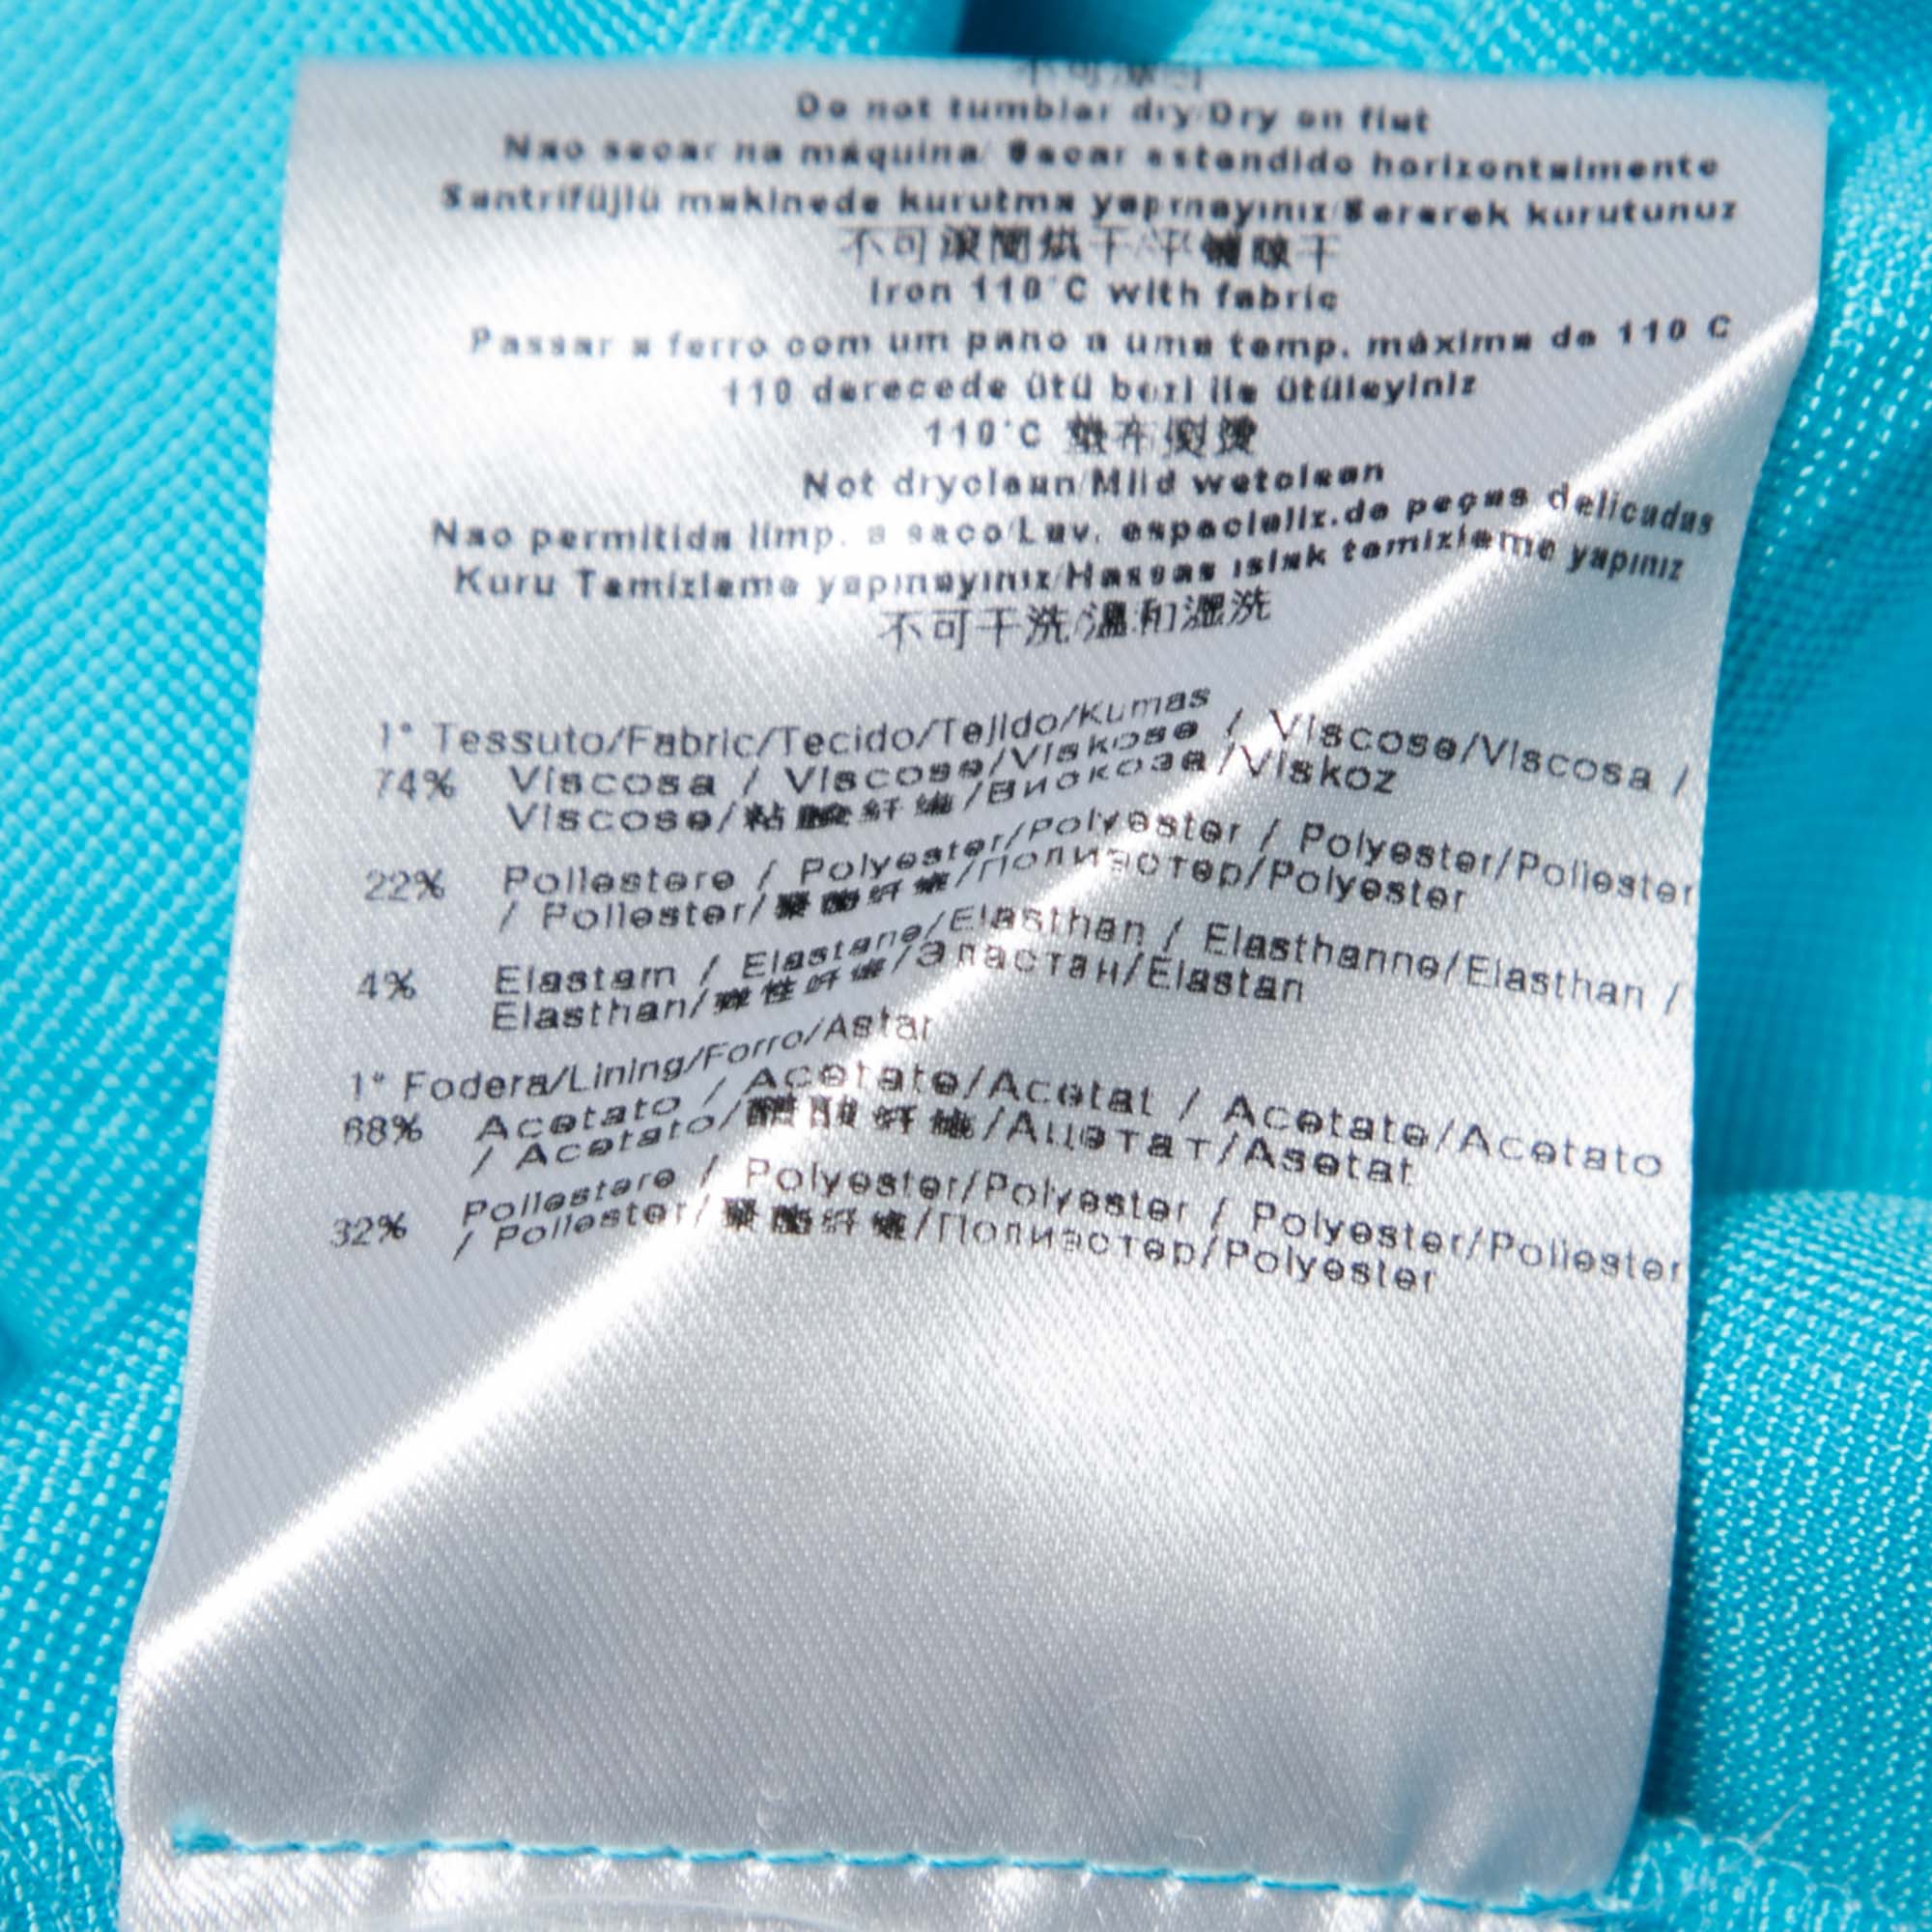 Do not tumbler dry/Dry on flat
Nao secar na máquina/ Secar estendido horizontalmente
Santrifüjlü makinede kurutma yapmayınız/Sererek kurutunuz
不可滾筒烘干/平鋪晾干
Iron 110°C with fabric
Passar a ferro com um pano a uma temp. máxima de 110 C
110 derecede ütü bezi ile ütüleyiniz
110°C 垫布熨燙
Not dryclean/Mild wetclean
Nao permitida limp. a seco/Lav. especializ.de peças delicadas
Kuru Temizleme yapmayınız/Hassas ıslak temizleme yapınız
不可干洗/溫和濕洗
1° Tessuto/Fabric/Tecido/Tejido/Kumas
74% Viscosa / Viscose/Viskose / Viscose/Viscosa /
Viscose/粘胶纤维/Вискоза/Viskoz
22% Poliestere / Polyester/Polyester / Polyester/Poliester
/ Poliester/聚酯纤维/Полиэстер/Polyester
4% Elastam / Elastane/Elasthan / Elasthanne/Elasthan /
Elasthan/弹性纤维/Эластан/Elastan
1° Fodera/Lining/Forro/Astar
68% Acetato / Acetate/Acetat / Acetate/Acetato
/ Acetato/醋酸纤维/Ацетат/Asetat
32% Poliestere / Polyester/Polyester / Polyester/Poliester
/ Poliester/聚酯纤维/Полиэстер/Polyester